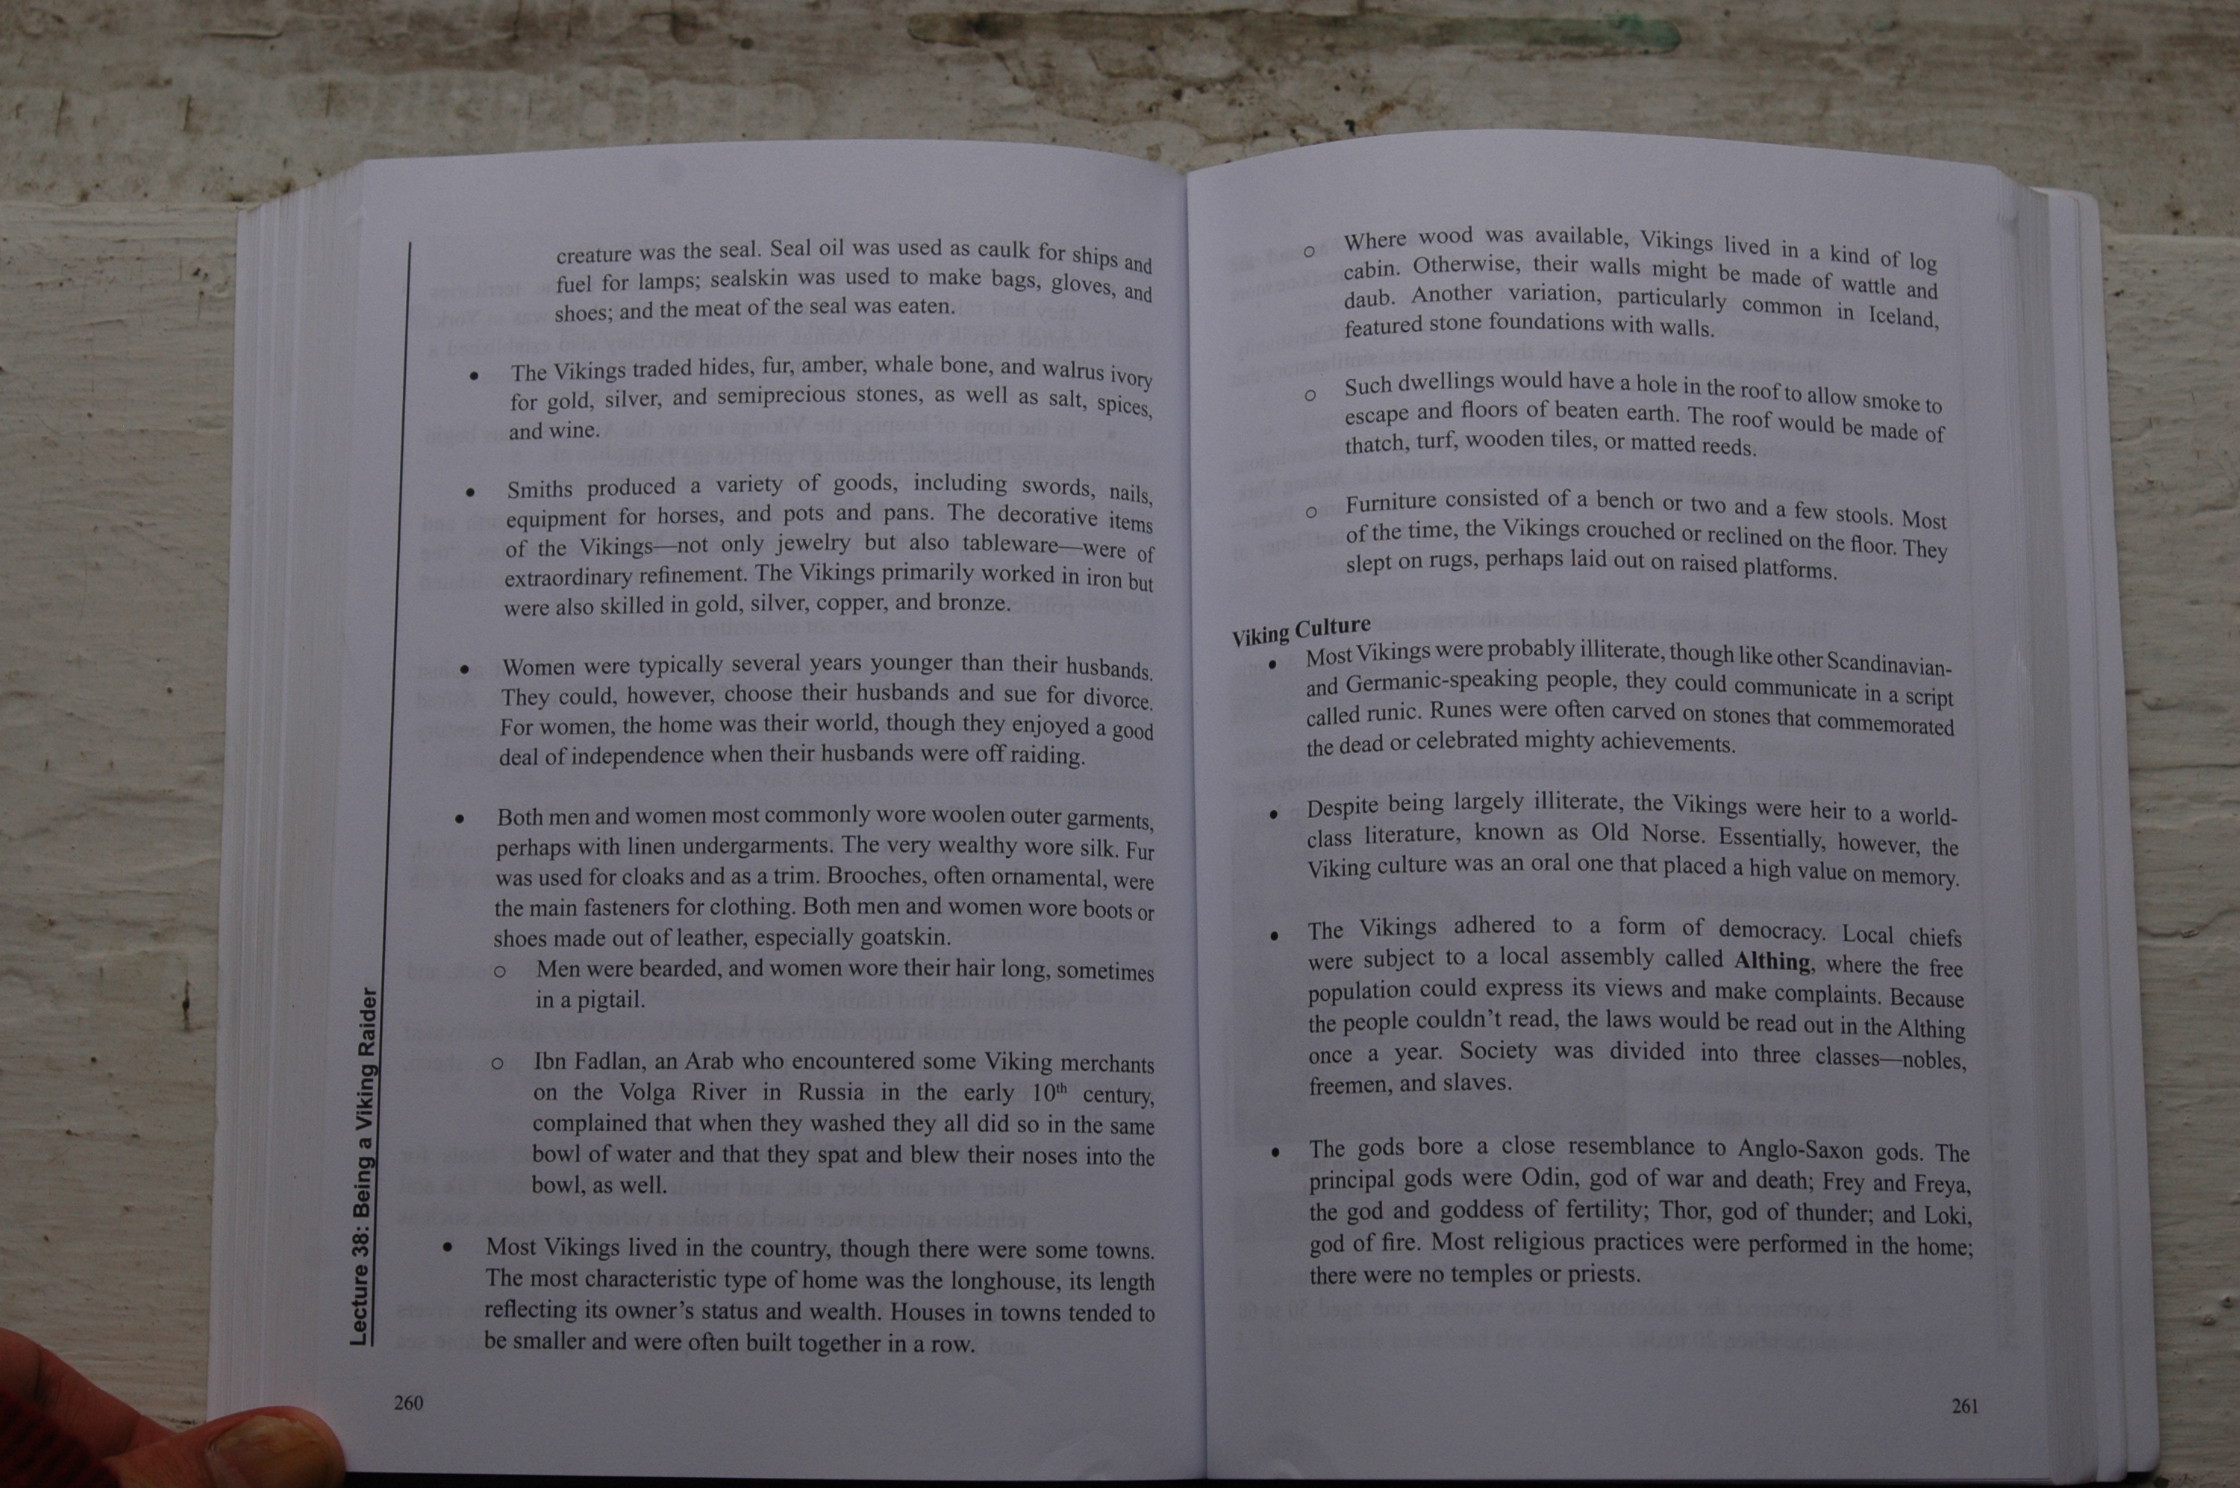 creature was the seal. Seal oil was used as caulk for ships and
fuel for lamps; sealskin was used to make bags, gloves, and
shoes; and the meat of the seal was eaten.
• The Vikings traded hides, fur, amber, whale bone, and walrus ivory
for gold, silver, and semiprecious stones, as well as salt, spices,
and wine.
• Smiths produced a variety of goods, including swords, nails,
equipment for horses, and pots and pans. The decorative items
of the Vikings—not only jewelry but also tableware—were of
extraordinary refinement. The Vikings primarily worked in iron but
were also skilled in gold, silver, copper, and bronze.
• Women were typically several years younger than their husbands.
They could, however, choose their husbands and sue for divorce.
For women, the home was their world, though they enjoyed a good
deal of independence when their husbands were off raiding.
• Both men and women most commonly wore woolen outer garments,
perhaps with linen undergarments. The very wealthy wore silk. Fur
was used for cloaks and as a trim. Brooches, often ornamental, were
the main fasteners for clothing. Both men and women wore boots or
shoes made out of leather, especially goatskin.
o Men were bearded, and women wore their hair long, sometimes
in a pigtail.
o Ibn Fadlan, an Arab who encountered some Viking merchants
on the Volga River in Russia in the early 10th century,
complained that when they washed they all did so in the same
bowl of water and that they spat and blew their noses into the
bowl, as well.
• Most Vikings lived in the country, though there were some towns.
The most characteristic type of home was the longhouse, its length
reflecting its owner's status and wealth. Houses in towns tended to
be smaller and were often built together in a row.
Lecture 38: Being a Viking Raider
260
o Where wood was available, Vikings lived in a kind of log
cabin. Otherwise, their walls might be made of wattle and
daub. Another variation, particularly common in Iceland,
featured stone foundations with walls.
o Such dwellings would have a hole in the roof to allow smoke to
escape and floors of beaten earth. The roof would be made of
thatch, turf, wooden tiles, or matted reeds.
o Furniture consisted of a bench or two and a few stools. Most
of the time, the Vikings crouched or reclined on the floor. They
slept on rugs, perhaps laid out on raised platforms.
Viking Culture
• Most Vikings were probably illiterate, though like other Scandinavian-
and Germanic-speaking people, they could communicate in a script
called runic. Runes were often carved on stones that commemorated
the dead or celebrated mighty achievements.
• Despite being largely illiterate, the Vikings were heir to a world-
class literature, known as Old Norse. Essentially, however, the
Viking culture was an oral one that placed a high value on memory.
• The Vikings adhered to a form of democracy. Local chiefs
were subject to a local assembly called Althing, where the free
population could express its views and make complaints. Because
the people couldn't read, the laws would be read out in the Althing
once a year. Society was divided into three classes—nobles,
freemen, and slaves.
• The gods bore a close resemblance to Anglo-Saxon gods. The
principal gods were Odin, god of war and death; Frey and Freya,
the god and goddess of fertility; Thor, god of thunder; and Loki,
god of fire. Most religious practices were performed in the home;
there were no temples or priests.
261